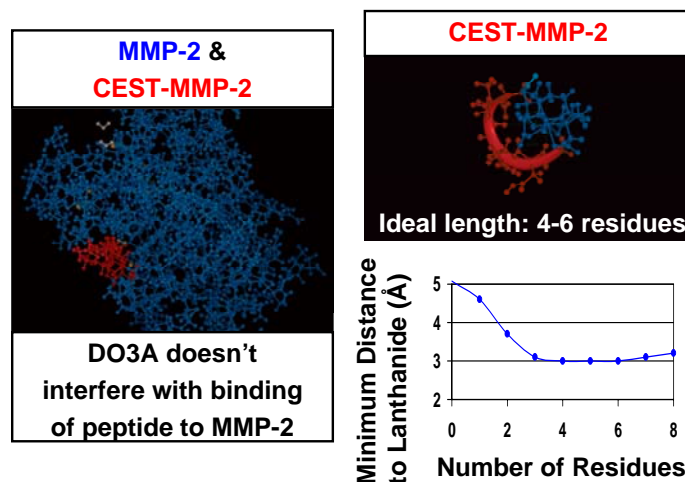 MMP-2 &
CEST-MMP-2
DO3A doesn't
interfere with binding
of peptide to MMP-2
CEST-MMP-2
Ideal length: 4-6 residues
Minimum Distance
to Lanthanide (Å)
5
4
3
2
0 2 4 6 8
Number of Residues